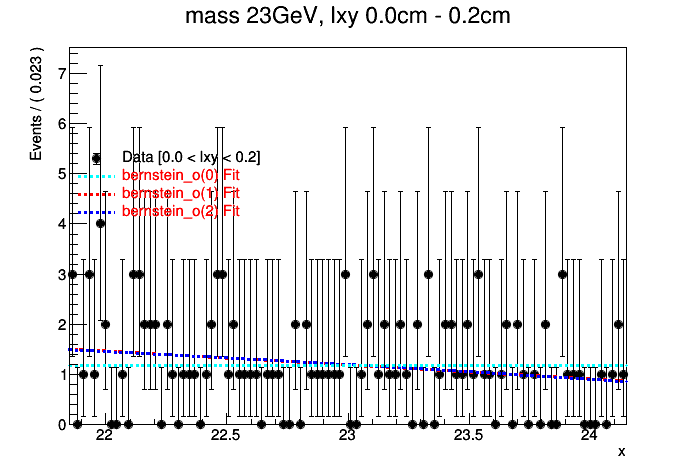 mass 23GeV, lxy 0.0cm - 0.2cm
Events / ( 0.023 )
7
6
5
4
3
2
1
0
Data [0.0 < lxy < 0.2]
bernstein_o(0) Fit
bernstein_o(1) Fit
bernstein_o(2) Fit
22
22.5
23
23.5
24
x